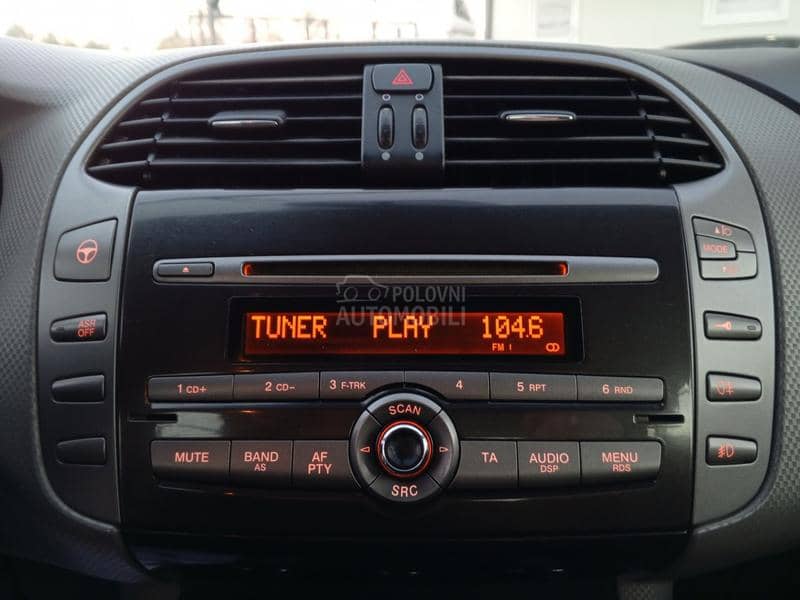 POLOVNI
AUTOMOBILI
MODE
ASR
OFF
TUNER PLAY 104.6
FM I CD
1 CD+ 2 CD- 3 F-TRK 4 5 RPT 6 RND
SCAN
MUTE BAND AF TA AUDIO MENU
AS PTY DSP RDS
SRC